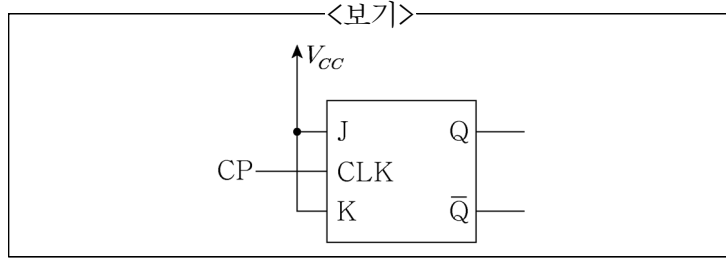 <보기>
V_CC
J Q
CP CLK
K Q̅